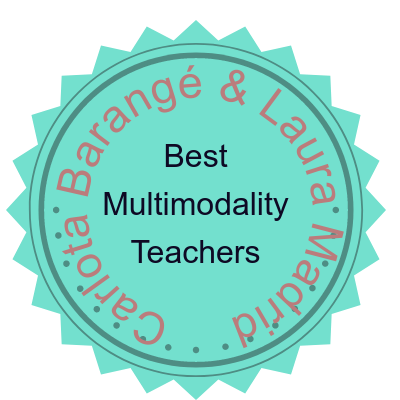 Carlota Barangé & Laura Madrid
Best
Multimodality
Teachers